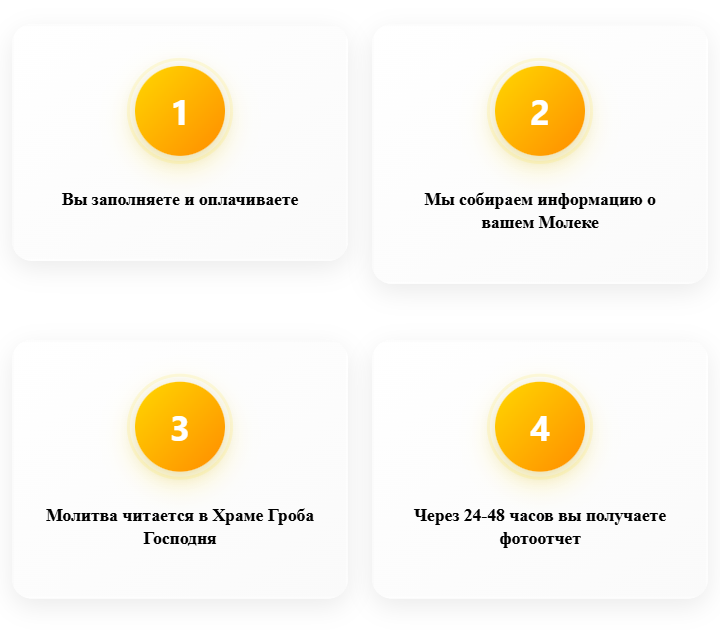 1
Вы заполняете и оплачиваете
2
Мы собираем информацию о
вашем Молеке
3
Молитва читается в Храме Гроба
Господня
4
Через 24-48 часов вы получаете
фотоотчет